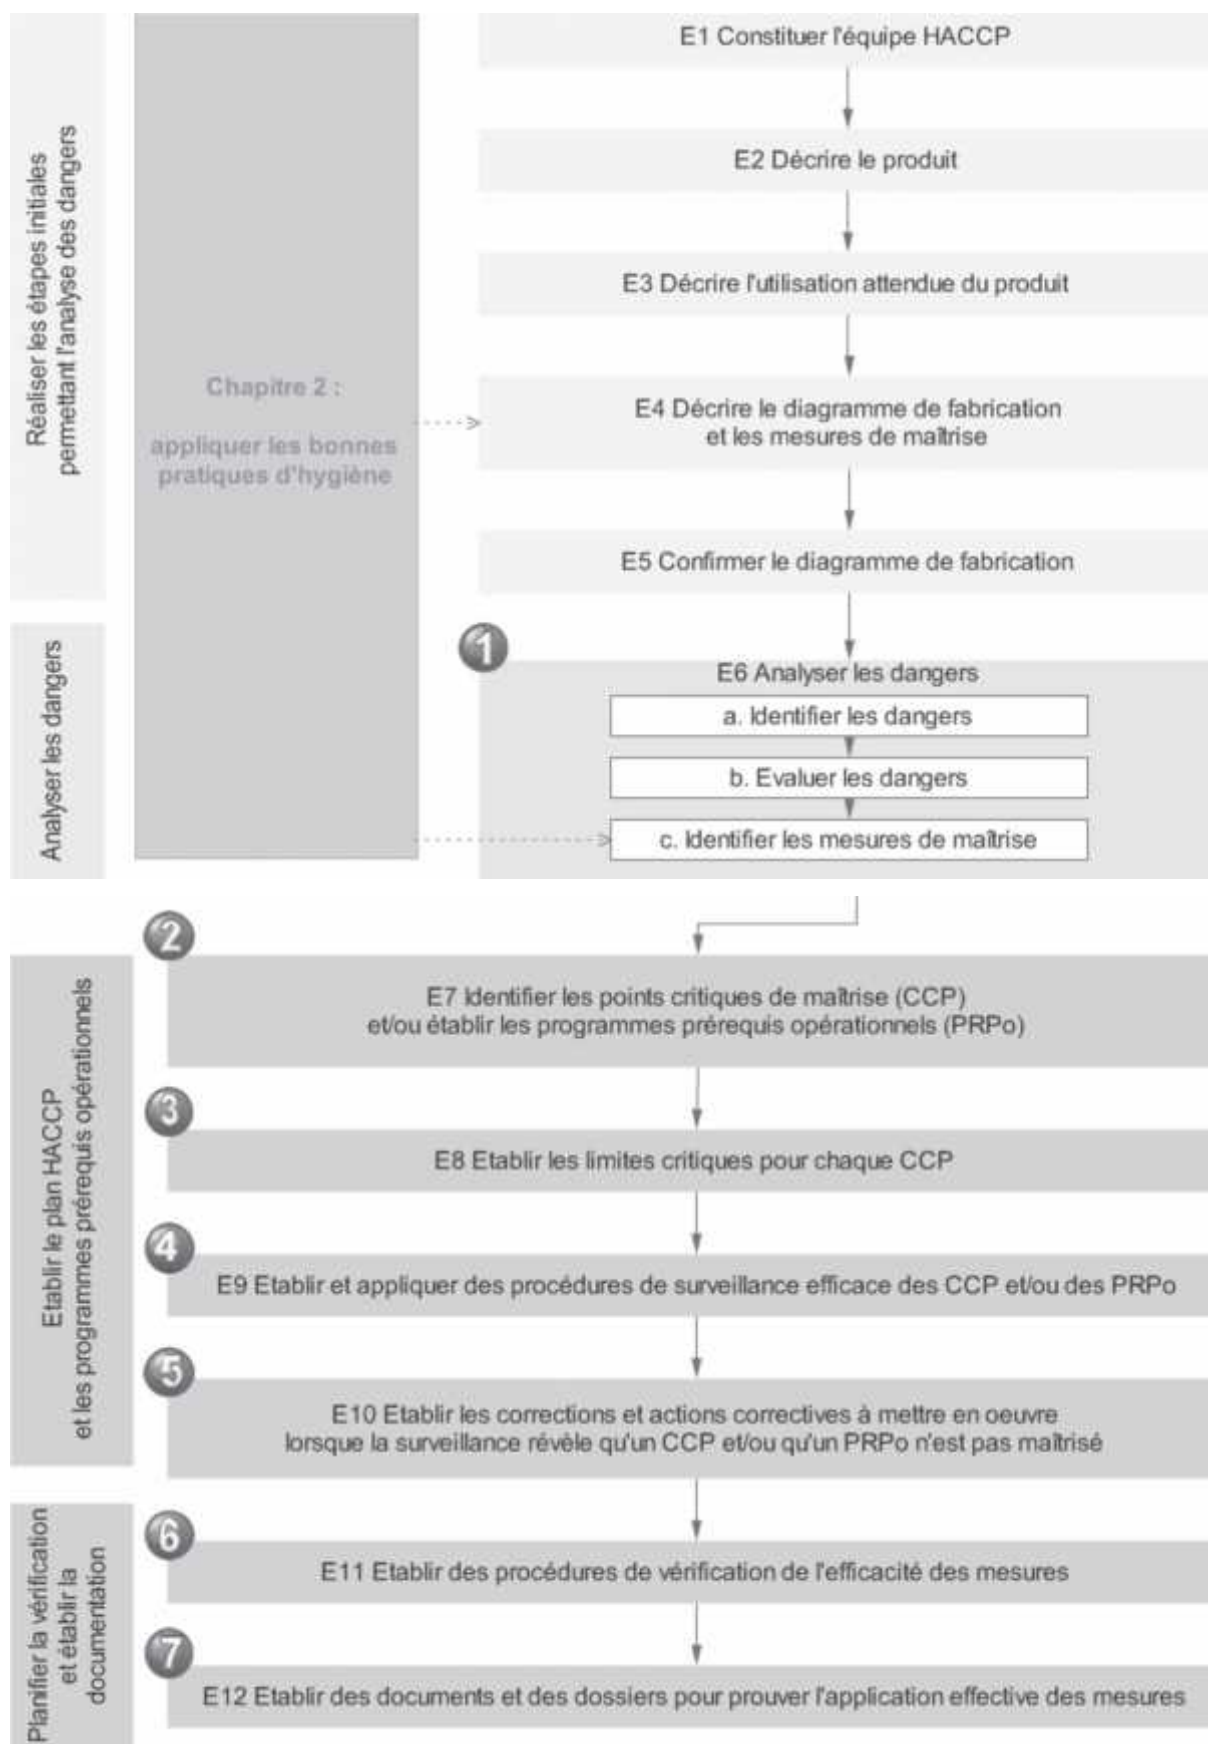 Réaliser les étapes initiales
permettant l'analyse des dangers
Chapitre 2 :
appliquer les bonnes
pratiques d'hygiène
E1 Constituer l'équipe HACCP
E2 Décrire le produit
E3 Décrire l'utilisation attendue du produit
E4 Décrire le diagramme de fabrication
et les mesures de maîtrise
E5 Confirmer le diagramme de fabrication
Analyser les dangers
1
E6 Analyser les dangers
a. Identifier les dangers
b. Evaluer les dangers
c. Identifier les mesures de maîtrise
Etablir le plan HACCP
et les programmes prérequis opérationnels
2
E7 Identifier les points critiques de maîtrise (CCP)
et/ou établir les programmes prérequis opérationnels (PRPo)
3
E8 Etablir les limites critiques pour chaque CCP
4
E9 Etablir et appliquer des procédures de surveillance efficace des CCP et/ou des PRPo
5
E10 Etablir les corrections et actions correctives à mettre en oeuvre
lorsque la surveillance révèle qu'un CCP et/ou qu'un PRPo n'est pas maîtrisé
Planifier la vérification
et établir la
documentation
6
E11 Etablir des procédures de vérification de l'efficacité des mesures
7
E12 Etablir des documents et des dossiers pour prouver l'application effective des mesures